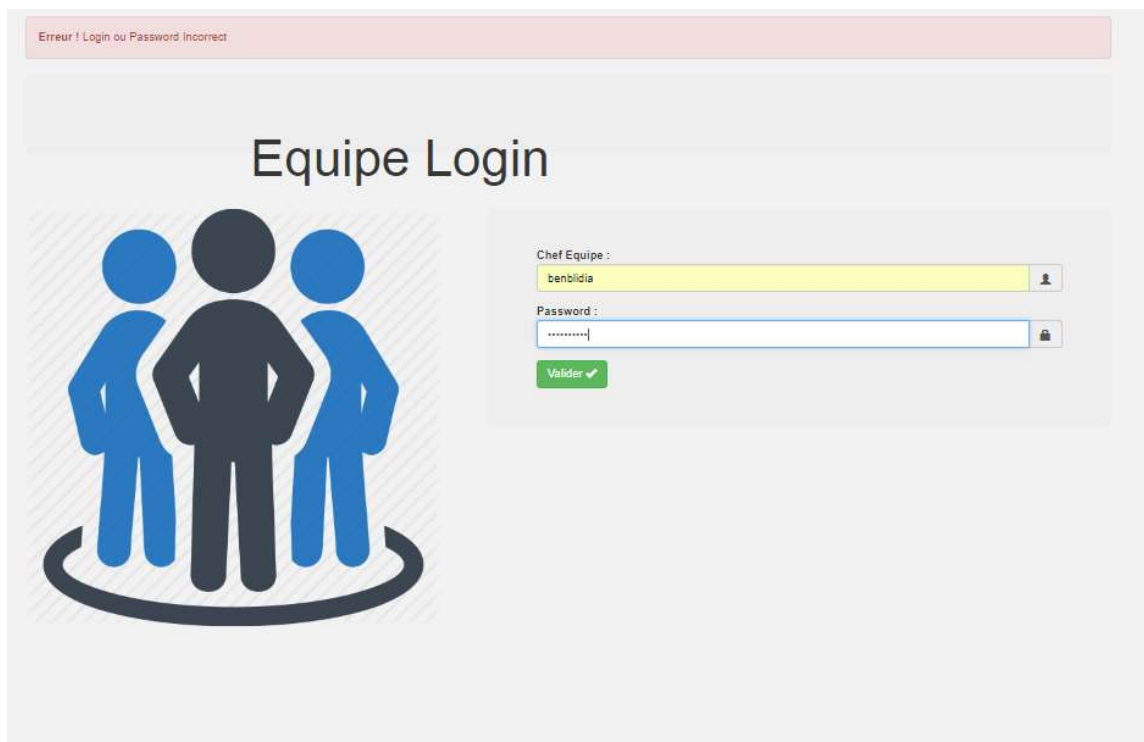 Erreur ! Login ou Password Incorrect
Equipe Login
Chef Equipe :
benblidia
Password :
••••••••••
Valider